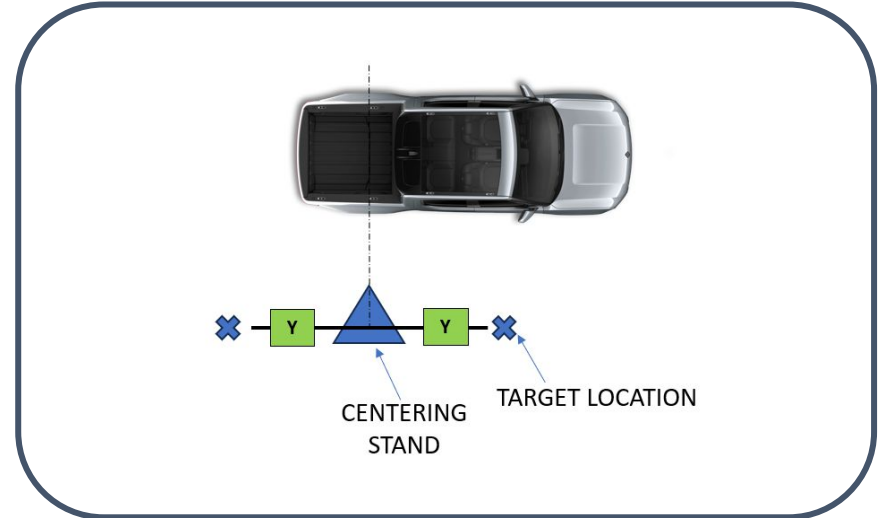 Y
Y
TARGET LOCATION
CENTERING
STAND